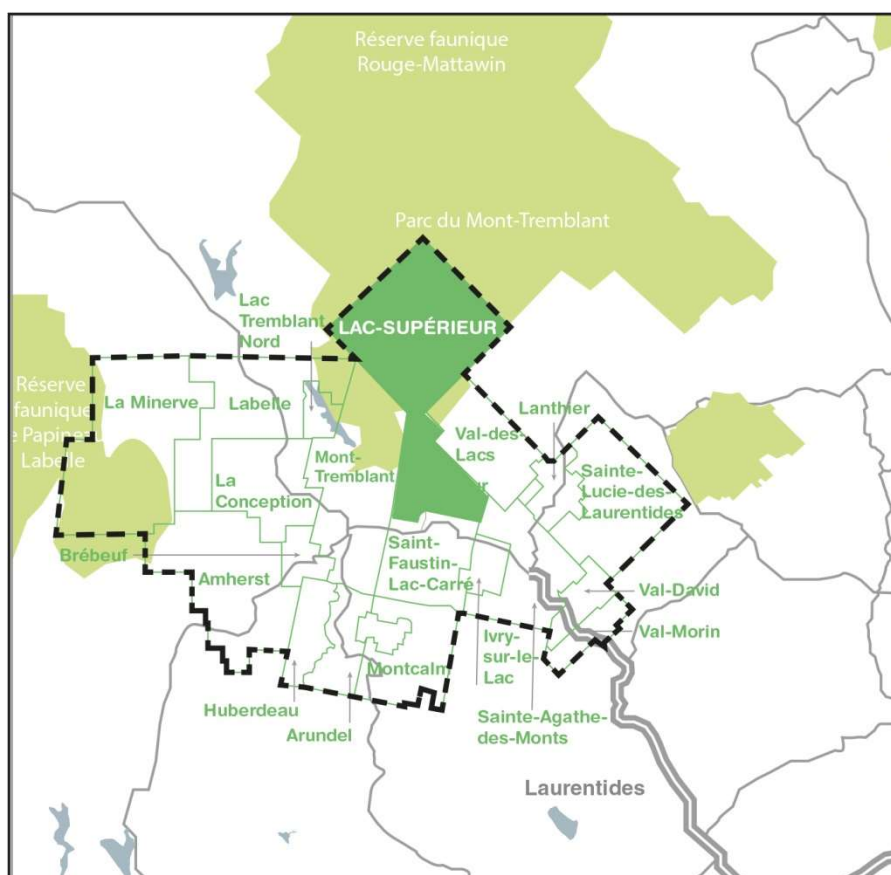 Réserve faunique
Rouge-Mattawin
Parc du Mont-Tremblant
Lac
Tremblant
Nord
LAC-SUPÉRIEUR
Réserve
faunique
e Papineau
Labelle
La Minerve
Labelle
Lanthier
Val-des-
Lacs
ur
Mont-
Tremblant
Sainte-
Lucie-des-
Laurentides
La
Conception
Brébeuf
Amherst
Saint-
Faustin-
Lac-Carré
Val-David
Val-Morin
Ivry-
sur-le-
Lac
Montcalm
Huberdeau
Arundel
Sainte-Agathe-
des-Monts
Laurentides